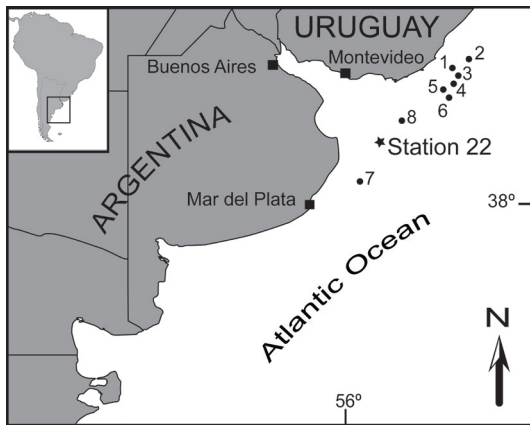 URUGUAY
Montevideo
Buenos Aires
1
2
3
4
5
6
8
Station 22
ARGENTINA
7
Mar del Plata
38º
Atlantic Ocean
N
56º